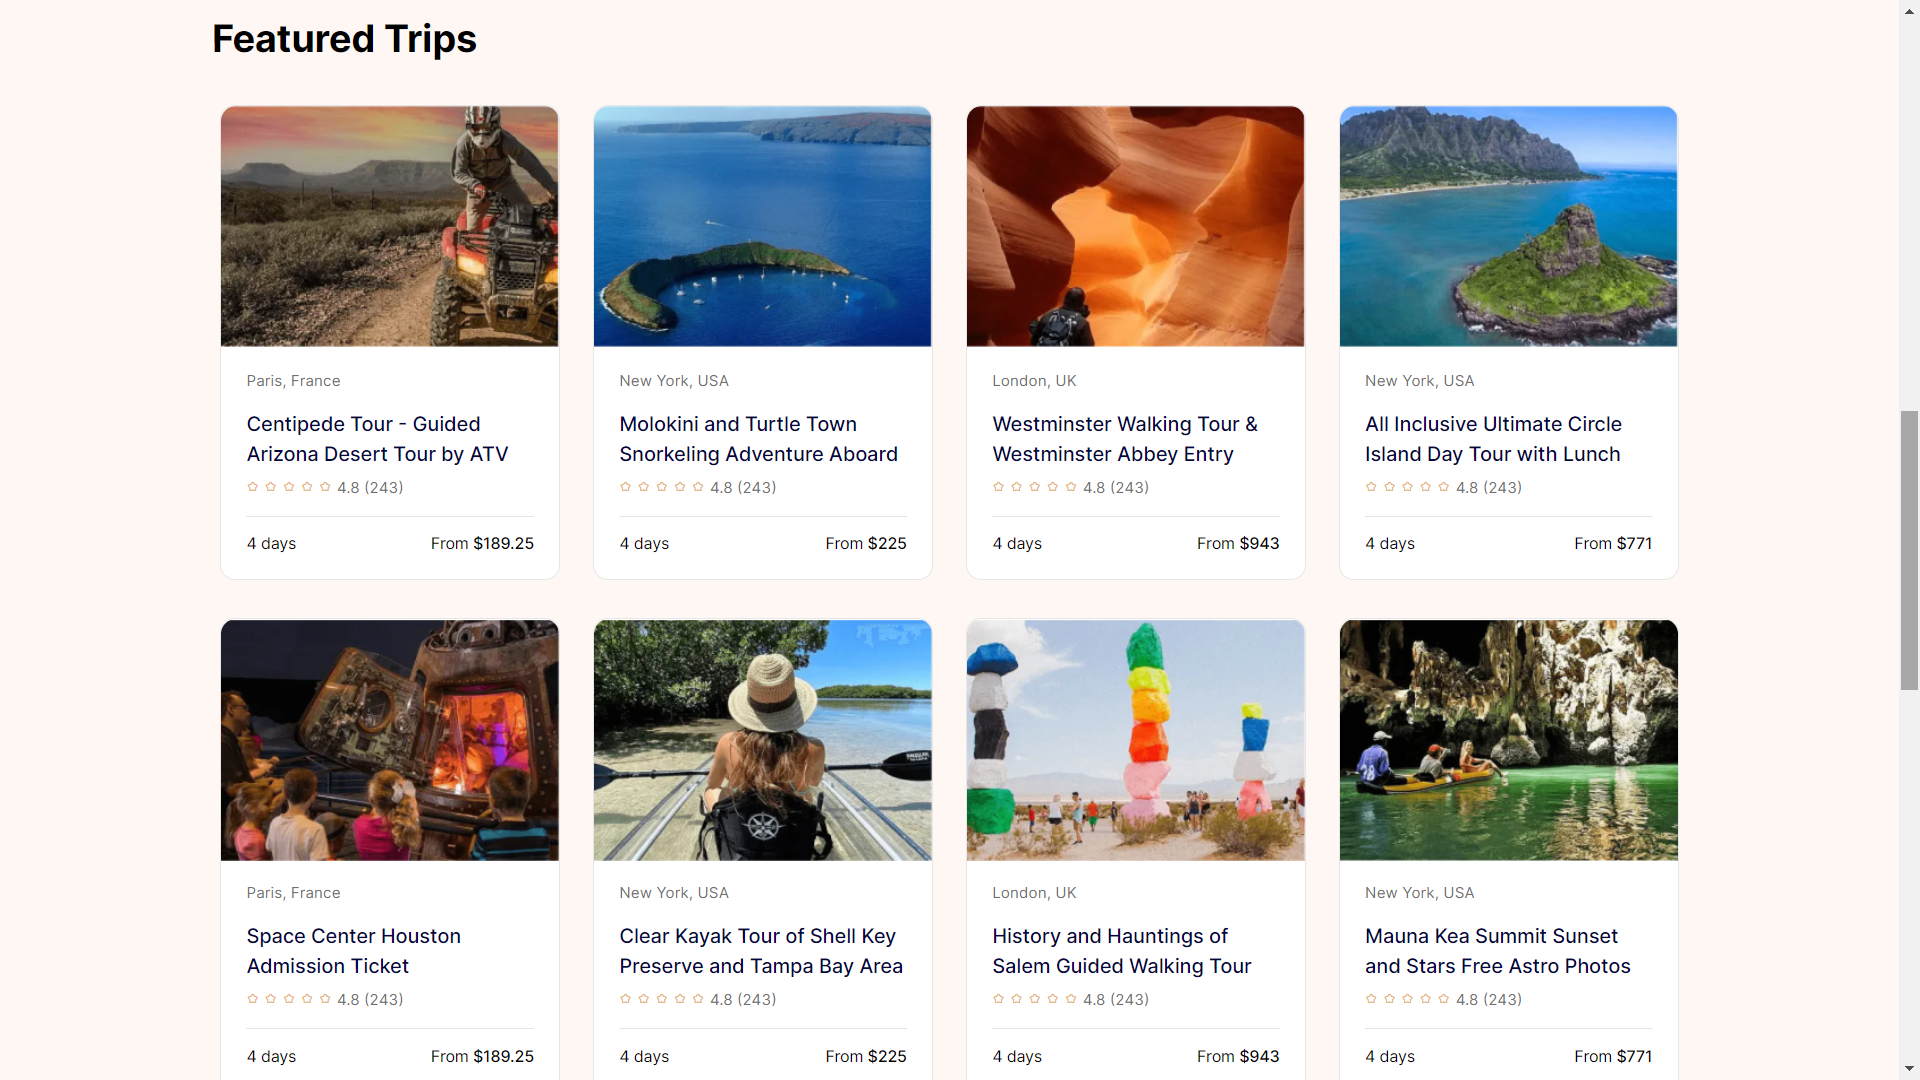 Featured Trips
Paris, France
Centipede Tour - Guided
Arizona Desert Tour by ATV
4.8 (243)
4 days
From $189.25
New York, USA
Molokini and Turtle Town
Snorkeling Adventure Aboard
4.8 (243)
4 days
From $225
London, UK
Westminster Walking Tour &
Westminster Abbey Entry
4.8 (243)
4 days
From $943
New York, USA
All Inclusive Ultimate Circle
Island Day Tour with Lunch
4.8 (243)
4 days
From $771
Paris, France
Space Center Houston
Admission Ticket
4.8 (243)
4 days
From $189.25
New York, USA
Clear Kayak Tour of Shell Key
Preserve and Tampa Bay Area
4.8 (243)
4 days
From $225
London, UK
History and Hauntings of
Salem Guided Walking Tour
4.8 (243)
4 days
From $943
28
New York, USA
Mauna Kea Summit Sunset
and Stars Free Astro Photos
4.8 (243)
4 days
From $771